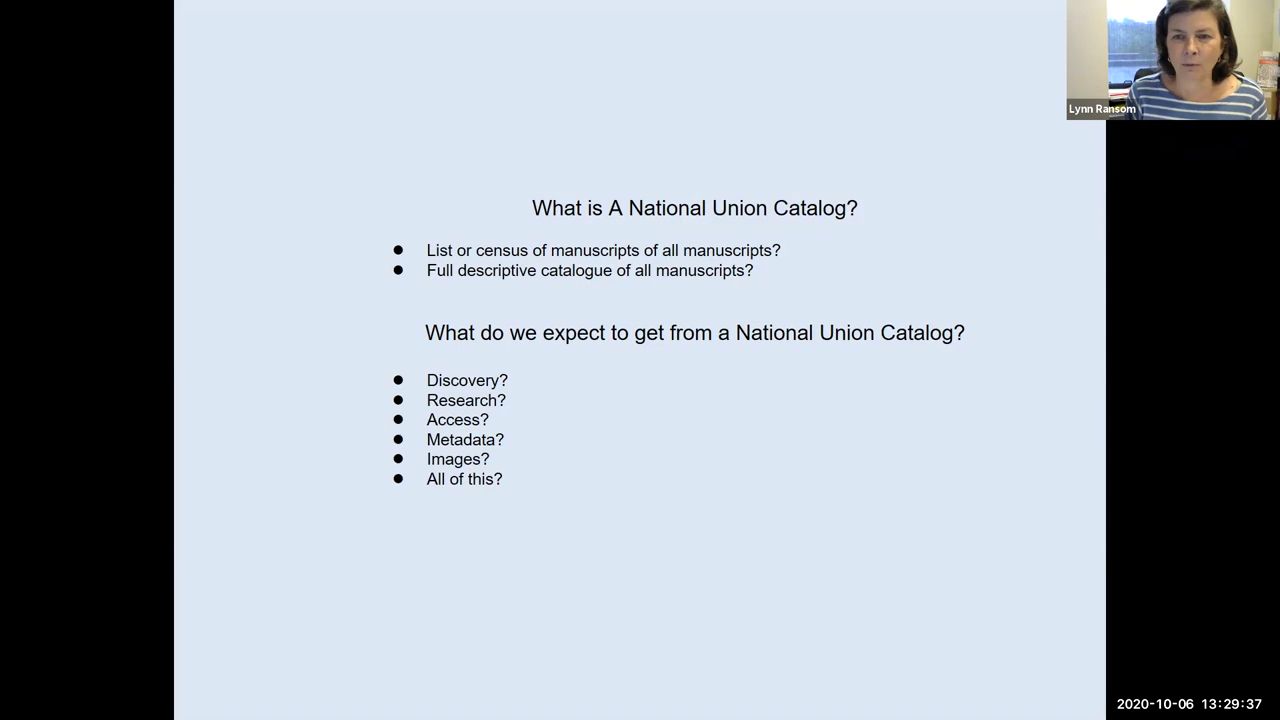 Lynn Ransom
What is A National Union Catalog?
● List or census of manuscripts of all manuscripts?
● Full descriptive catalogue of all manuscripts?
What do we expect to get from a National Union Catalog?
● Discovery?
● Research?
● Access?
● Metadata?
● Images?
● All of this?
2020-10-06 13:29:37